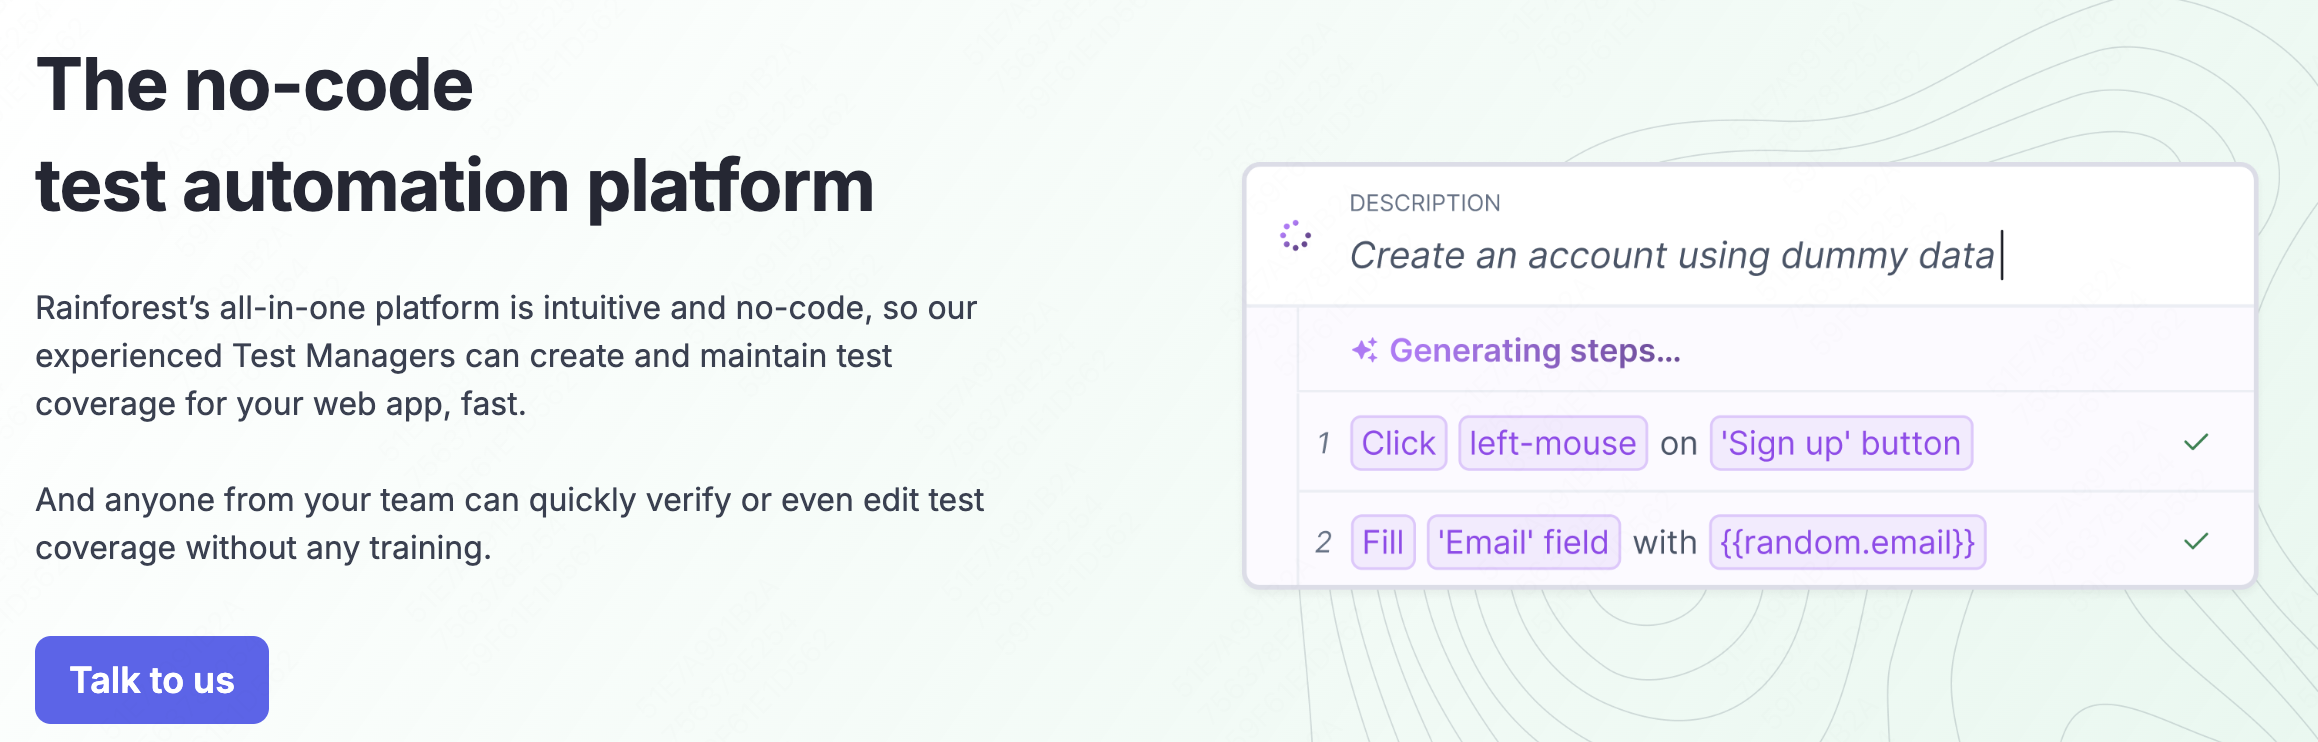 The no-code
test automation platform
Rainforest’s all-in-one platform is intuitive and no-code, so our
experienced Test Managers can create and maintain test
coverage for your web app, fast.
And anyone from your team can quickly verify or even edit test
coverage without any training.
Talk to us
DESCRIPTION
Create an account using dummy data
Generating steps...
1 Click left-mouse on 'Sign up' button
2 Fill 'Email' field with {{random.email}}